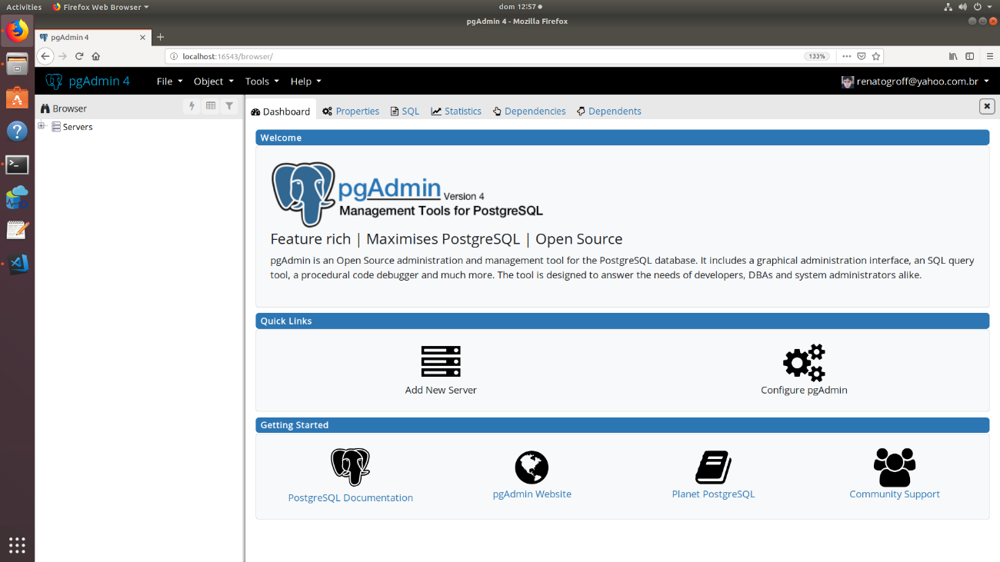 Activities Firefox Web Browser dom 12:57
pgAdmin 4 - Mozilla Firefox
pgAdmin 4
localhost:16543/browser/ 133%
pgAdmin 4 File Object Tools Help renatogroff@yahoo.com.br
Browser
Servers
Dashboard Properties SQL Statistics Dependencies Dependents
Welcome
pgAdmin Version 4
Management Tools for PostgreSQL
Feature rich | Maximises PostgreSQL | Open Source
pgAdmin is an Open Source administration and management tool for the PostgreSQL database. It includes a graphical administration interface, an SQL query
tool, a procedural code debugger and much more. The tool is designed to answer the needs of developers, DBAs and system administrators alike.
Quick Links
Add New Server Configure pgAdmin
Getting Started
PostgreSQL Documentation pgAdmin Website Planet PostgreSQL Community Support